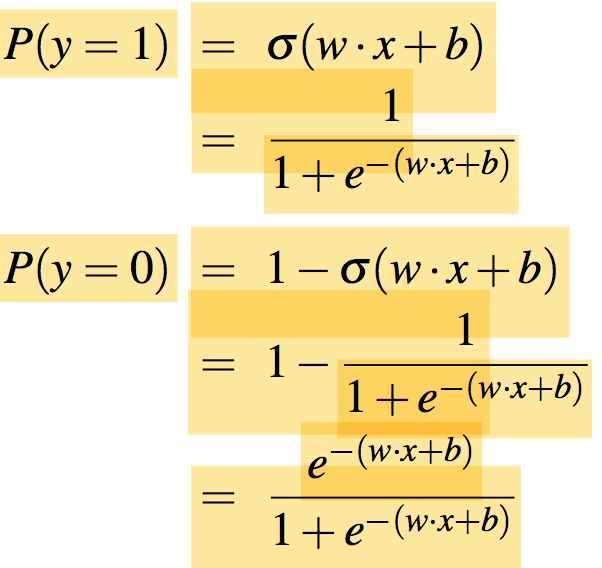 P(y = 1) = σ(w · x + b)
= 1 / (1 + e^{−(w·x+b)})
P(y = 0) = 1 − σ(w · x + b)
= 1 − 1 / (1 + e^{−(w·x+b)})
= e^{−(w·x+b)} / (1 + e^{−(w·x+b)})